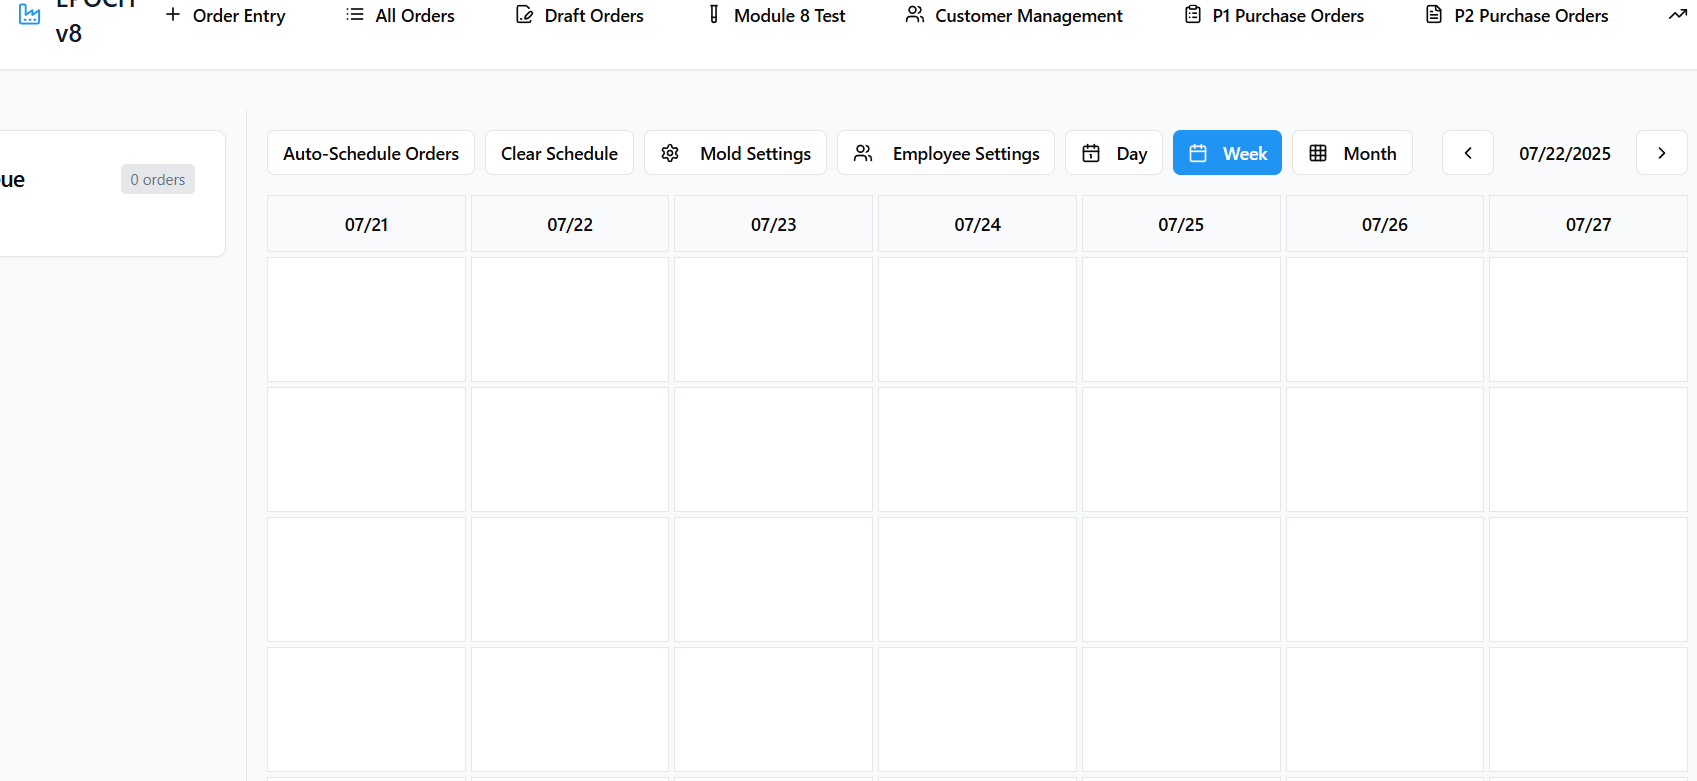 EPOCH
v8
Order Entry
All Orders
Draft Orders
Module 8 Test
Customer Management
P1 Purchase Orders
P2 Purchase Orders
ue
0 orders
Auto-Schedule Orders
Clear Schedule
Mold Settings
Employee Settings
Day
Week
Month
07/22/2025
07/21
07/22
07/23
07/24
07/25
07/26
07/27